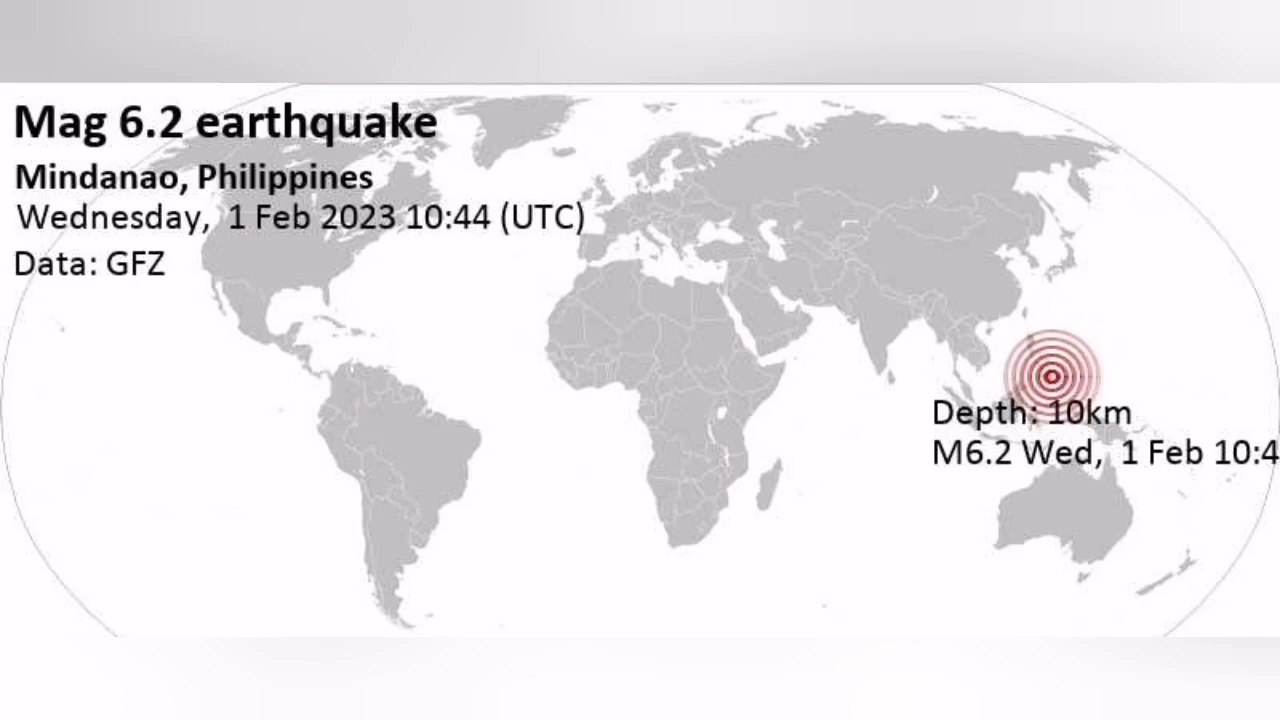 Mag 6.2 earthquake
Mindanao, Philippines
Wednesday,  1 Feb 2023 10:44 (UTC)
Data: GFZ
Depth: 10km
M6.2 Wed,  1 Feb 10:4